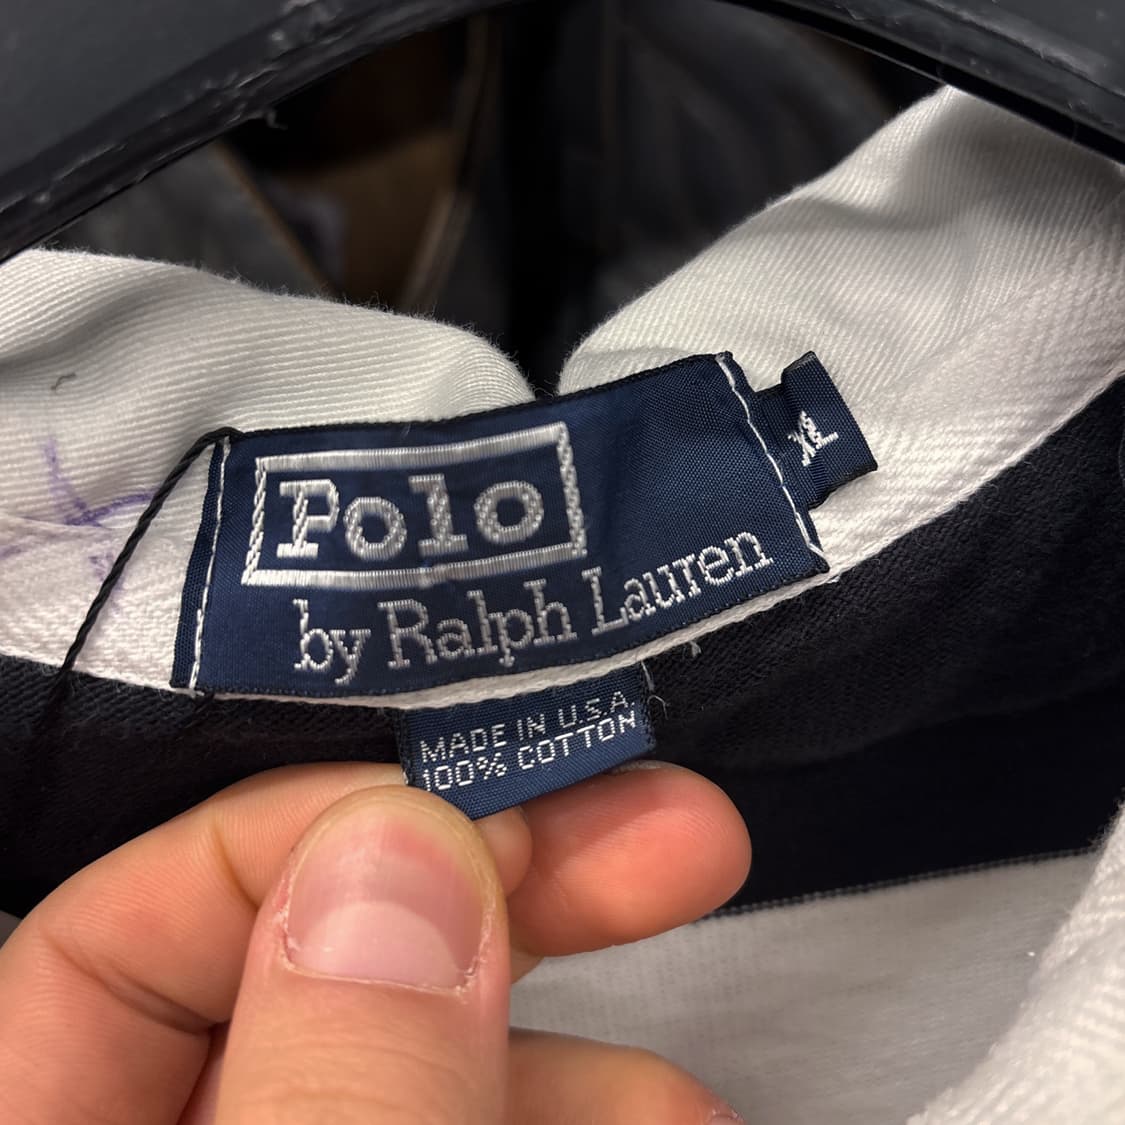 Polo
by Ralph Lauren
XL
MADE IN U.S.A.
100% COTTON